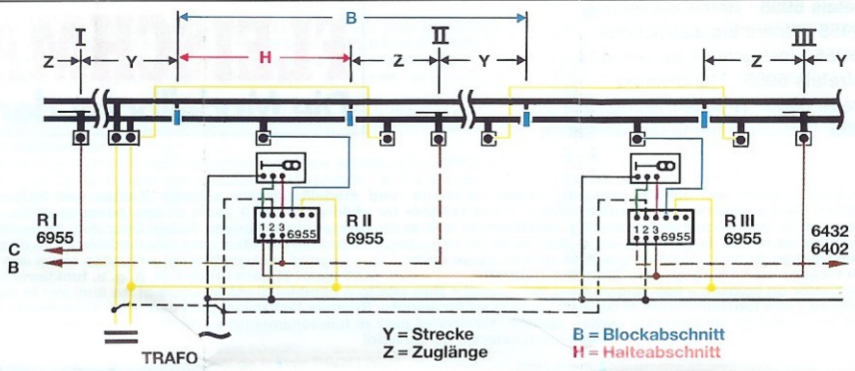 B
I
II
III
Z
Y
H
Z
Y
Z
R I
6955
1 2 3
6955
R II
6955
1 2 3
6955
R III
6955
6432
6402
C
B
TRAFO
Y = Strecke
Z = Zuglänge
B = Blockabschnitt
H = Halteabschnitt